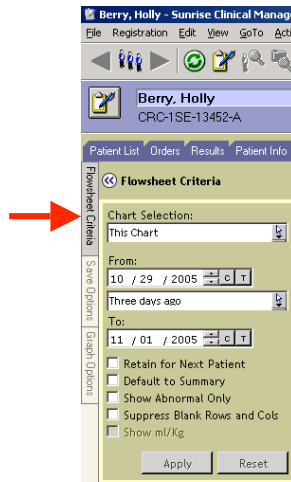 Berry, Holly - Sunrise Clinical Manag
File Registration Edit View GoTo Acti
Berry, Holly
CRC-1SE-13452-A
Patient List Orders Results Patient Info
Flowsheet Criteria
Save Options
Graph Options
Flowsheet Criteria
Chart Selection:
This Chart
From:
10 / 29 / 2005 C T
Three days ago
To:
11 / 01 / 2005 C T
Retain for Next Patient
Default to Summary
Show Abnormal Only
Suppress Blank Rows and Cols
Show ml/Kg
Apply Reset